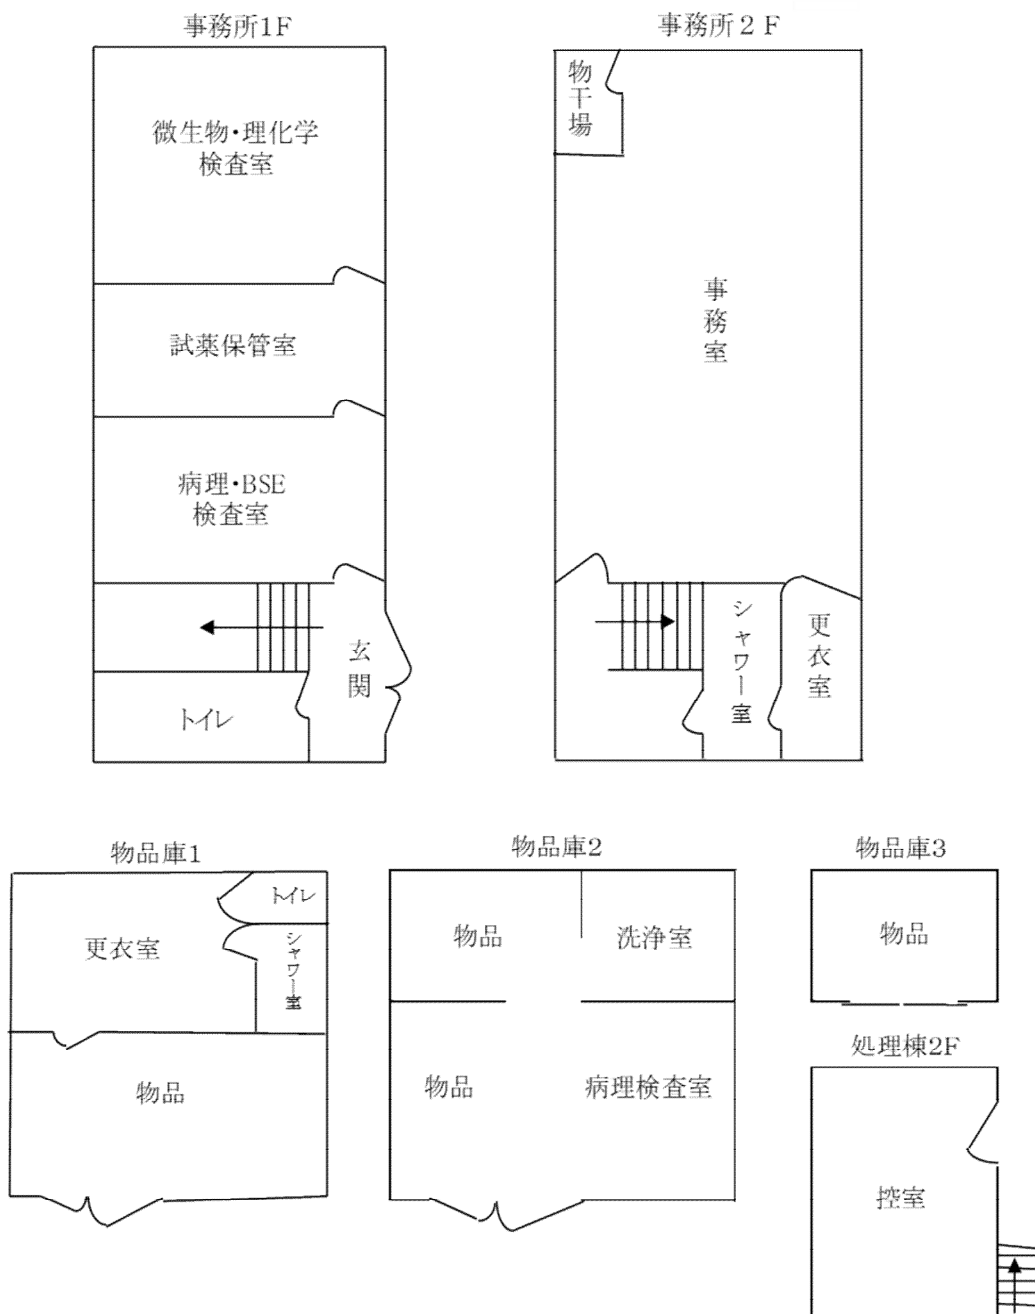 事務所1F
微生物・理化学
検査室
試薬保管室
病理・BSE
検査室
玄関
トイレ
事務所2F
物干場
事務室
シャワー室
更衣室
物品庫1
トイレ
更衣室
シャワー室
物品
物品庫2
物品
洗浄室
物品
病理検査室
物品庫3
物品
処理棟2F
控室